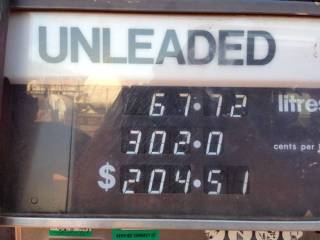 UNLEADED
67.72 litres
302.0 cents per
$204.51